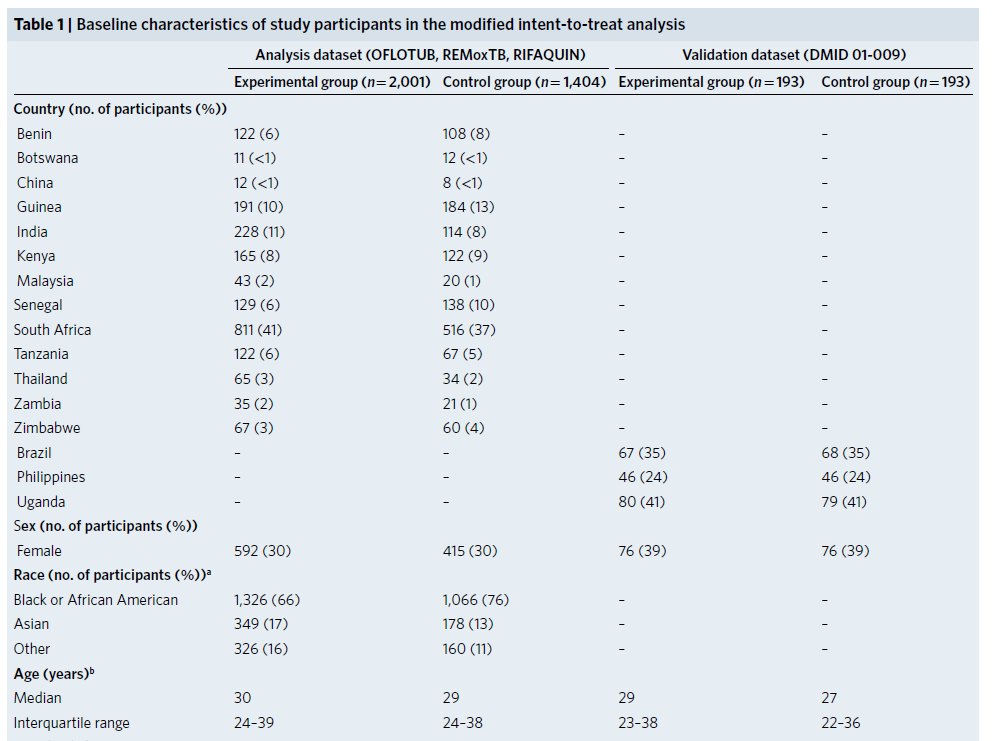 Table 1 | Baseline characteristics of study participants in the modified intent-to-treat analysis
Analysis dataset (OFLOTUB, REMoxTB, RIFAQUIN) Validation dataset (DMID 01-009)
Experimental group (n=2,001) Control group (n=1,404) Experimental group (n=193) Control group (n=193)
Country (no. of participants (%))
Benin 122 (6) 108 (8) – –
Botswana 11 (<1) 12 (<1) – –
China 12 (<1) 8 (<1) – –
Guinea 191 (10) 184 (13) – –
India 228 (11) 114 (8) – –
Kenya 165 (8) 122 (9) – –
Malaysia 43 (2) 20 (1) – –
Senegal 129 (6) 138 (10) – –
South Africa 811 (41) 516 (37) – –
Tanzania 122 (6) 67 (5) – –
Thailand 65 (3) 34 (2) – –
Zambia 35 (2) 21 (1) – –
Zimbabwe 67 (3) 60 (4) – –
Brazil – – 67 (35) 68 (35)
Philippines – – 46 (24) 46 (24)
Uganda – – 80 (41) 79 (41)
Sex (no. of participants (%))
Female 592 (30) 415 (30) 76 (39) 76 (39)
Race (no. of participants (%))ᵃ
Black or African American 1,326 (66) 1,066 (76) – –
Asian 349 (17) 178 (13) – –
Other 326 (16) 160 (11) – –
Age (years)ᵇ
Median 30 29 29 27
Interquartile range 24–39 24–38 23–38 22–36